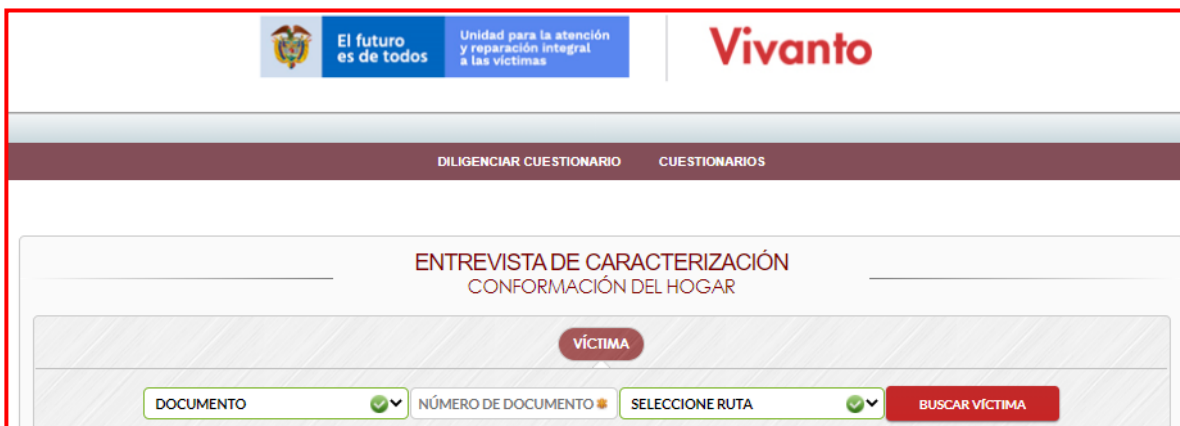 El futuro
es de todos
Unidad para la atención
y reparación integral
a las víctimas
Vivanto
DILIGENCIAR CUESTIONARIO CUESTIONARIOS
ENTREVISTA DE CARACTERIZACIÓN
CONFORMACIÓN DEL HOGAR
VÍCTIMA
DOCUMENTO NÚMERO DE DOCUMENTO SELECCIONE RUTA BUSCAR VÍCTIMA